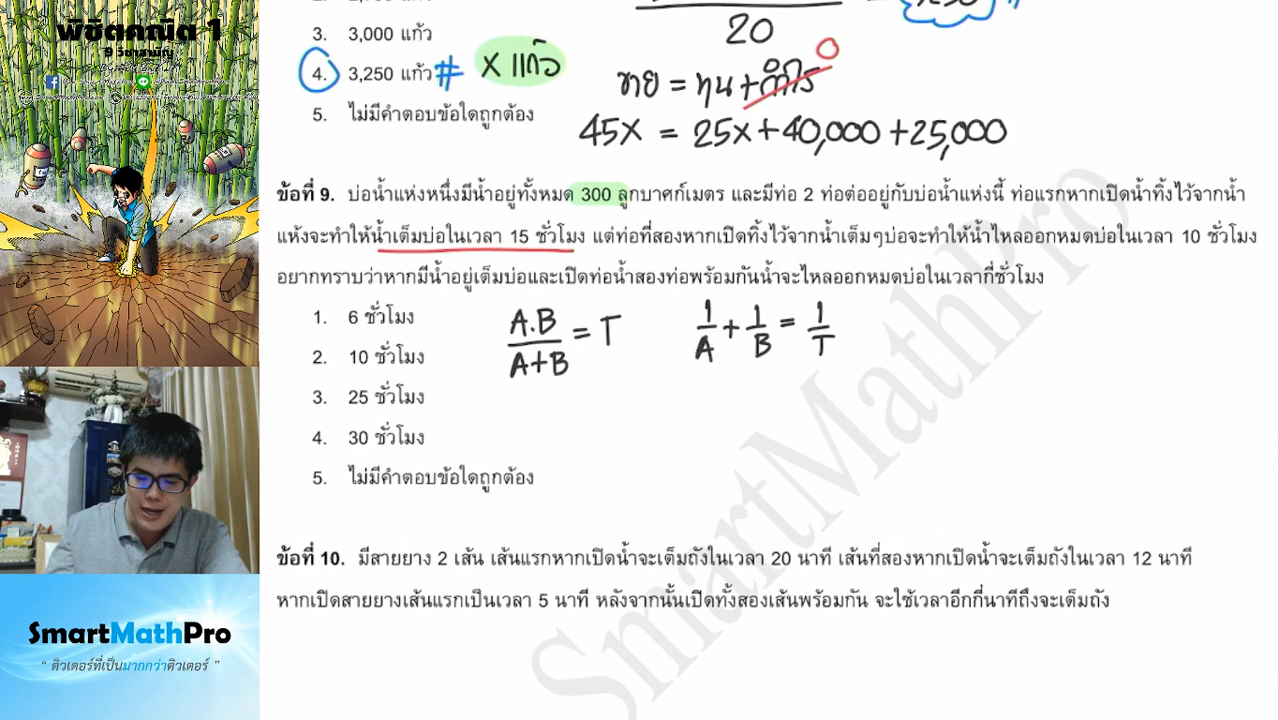 พิชิตคณิต 1
9 วิชาสามัญ
3. 3,000 แก้ว
20
4. 3,250 แก้ว # x แก้ว
ขาย = ทุน + กำไร 0
5. ไม่มีคำตอบข้อใดถูกต้อง
45x = 25x + 40,000 + 25,000
ข้อที่ 9. บ่อน้ำแห่งหนึ่งมีน้ำอยู่ทั้งหมด 300 ลูกบาศก์เมตร และมีท่อ 2 ท่อต่ออยู่กับบ่อน้ำแห่งนี้ ท่อแรกหากเปิดน้ำทิ้งไว้จากน้ำ
แห้งจะทำให้น้ำเต็มบ่อในเวลา 15 ชั่วโมง แต่ท่อที่สองหากเปิดทิ้งไว้จากน้ำเต็มๆบ่อจะทำให้น้ำไหลออกหมดบ่อในเวลา 10 ชั่วโมง
อยากทราบว่าหากมีน้ำอยู่เต็มบ่อและเปิดท่อน้ำสองท่อพร้อมกันน้ำจะไหลออกหมดบ่อในเวลากี่ชั่วโมง
1. 6 ชั่วโมง
A.B/A+B = T
1/A + 1/B = 1/T
2. 10 ชั่วโมง
3. 25 ชั่วโมง
4. 30 ชั่วโมง
5. ไม่มีคำตอบข้อใดถูกต้อง
ข้อที่ 10. มีสายยาง 2 เส้น เส้นแรกหากเปิดน้ำจะเต็มถังในเวลา 20 นาที เส้นที่สองหากเปิดน้ำจะเต็มถังในเวลา 12 นาที
หากเปิดสายยางเส้นแรกเป็นเวลา 5 นาที หลังจากนั้นเปิดทั้งสองเส้นพร้อมกัน จะใช้เวลาอีกกี่นาทีถึงจะเต็มถัง
SmartMathPro
SmartMathPro
“ ติวเตอร์ที่เป็นมากกว่าติวเตอร์ ”